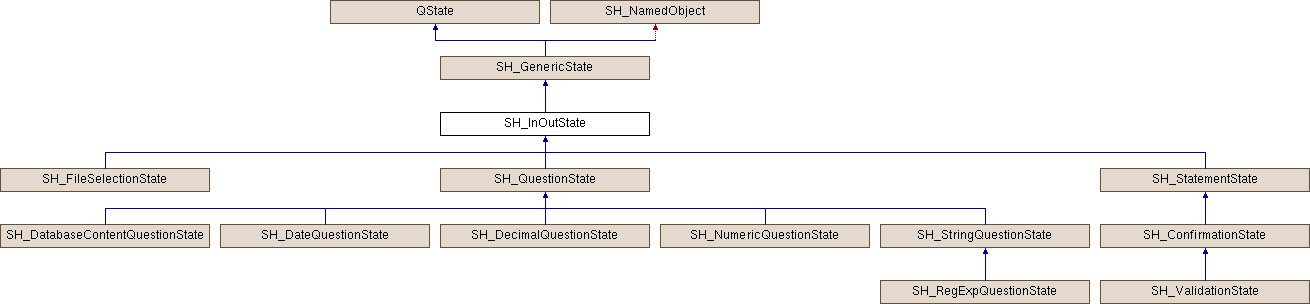 QState
SH_NamedObject
SH_GenericState
SH_InOutState
SH_FileSelectionState
SH_QuestionState
SH_StatementState
SH_DatabaseContentQuestionState
SH_DateQuestionState
SH_DecimalQuestionState
SH_NumericQuestionState
SH_StringQuestionState
SH_ConfirmationState
SH_RegExpQuestionState
SH_ValidationState